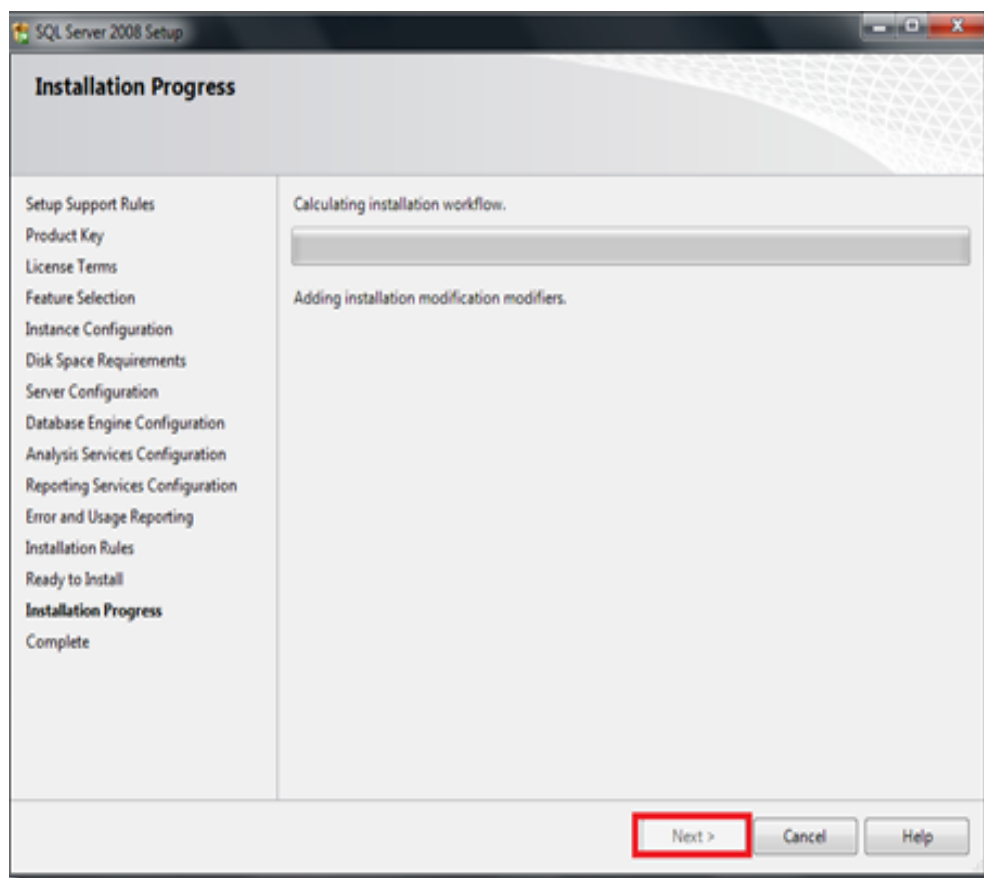 SQL Server 2008 Setup
Installation Progress
Setup Support Rules
Product Key
License Terms
Feature Selection
Instance Configuration
Disk Space Requirements
Server Configuration
Database Engine Configuration
Analysis Services Configuration
Reporting Services Configuration
Error and Usage Reporting
Installation Rules
Ready to Install
Installation Progress
Complete
Calculating installation workflow.
Adding installation modification modifiers.
Next >
Cancel
Help